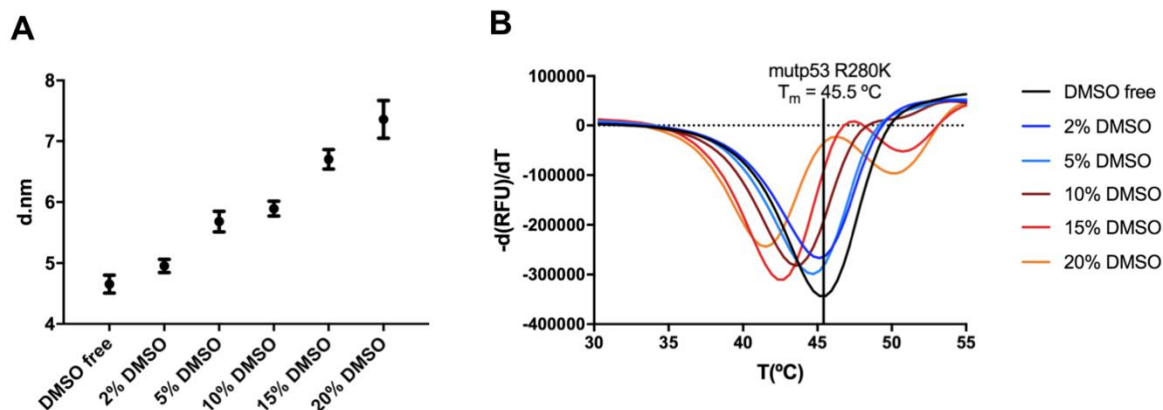 A
d.nm
8
7
6
5
4
DMSO free
2% DMSO
5% DMSO
10% DMSO
15% DMSO
20% DMSO
B
-d(RFU)/dT
100000
0
-100000
-200000
-300000
-400000
mutp53 R280K
Tm = 45.5 ºC
30 35 40 45 50 55
T(ºC)
DMSO free
2% DMSO
5% DMSO
10% DMSO
15% DMSO
20% DMSO